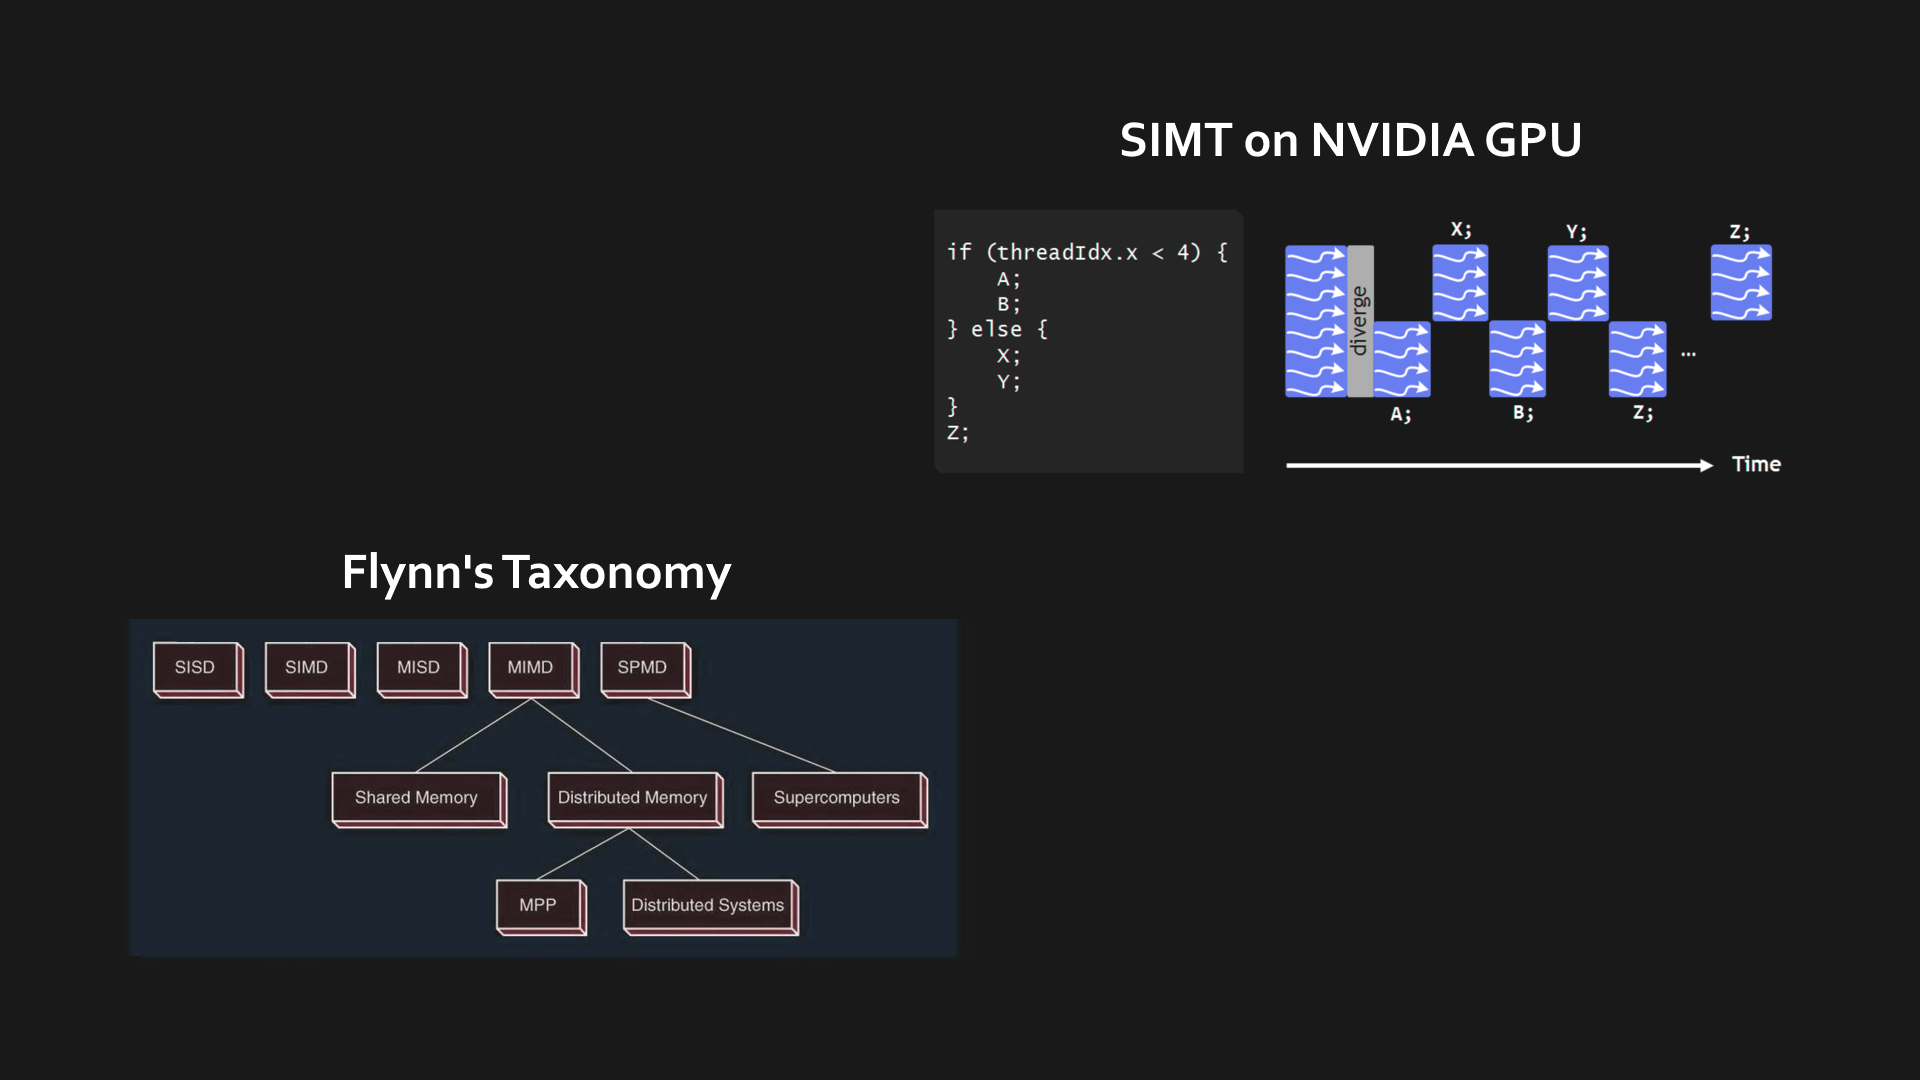 SIMT on NVIDIA GPU
if (threadIdx.x < 4) {
    A;
    B;
} else {
    X;
    Y;
}
Z;
X;
Y;
Z;
diverge
...
A;
B;
Z;
Time
Flynn's Taxonomy
SISD
SIMD
MISD
MIMD
SPMD
Shared Memory
Distributed Memory
Supercomputers
MPP
Distributed Systems